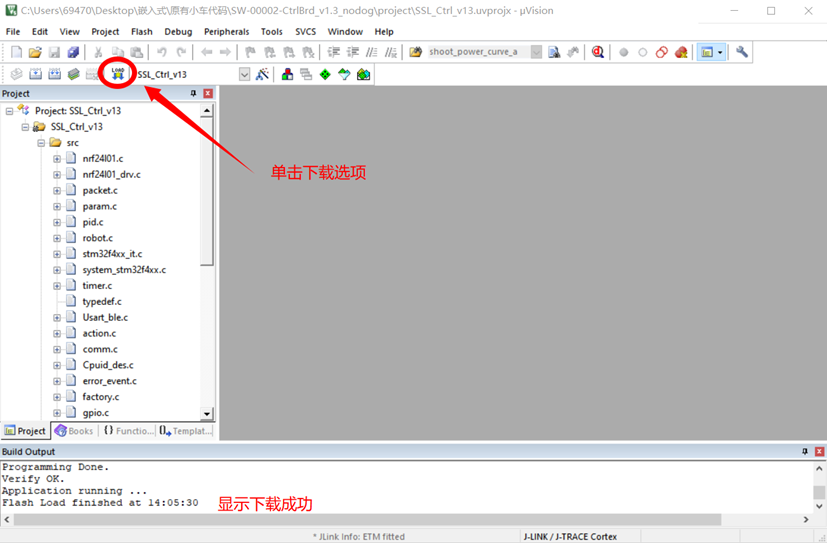 C:\Users\69470\Desktop\嵌入式\原有小车代码\SW-00002-CtrlBrd_v1.3_nodog\project\SSL_Ctrl_v13.uvprojx - µVision
File Edit View Project Flash Debug Peripherals Tools SVCS Window Help
shoot_power_curve_a
LOAD SSL_Ctrl_v13
Project
Project: SSL_Ctrl_v13
SSL_Ctrl_v13
src
nrf24l01.c
单击下载选项
nrf24l01_drv.c
packet.c
param.c
pid.c
robot.c
stm32f4xx_it.c
system_stm32f4xx.c
timer.c
typedef.c
Usart_ble.c
action.c
comm.c
Cpuid_des.c
error_event.c
factory.c
gpio.c
Project Books {} Functio... 0 Templat...
Build Output
Programming Done.
Verify OK.
Application running ...
Flash Load finished at 14:05:30
显示下载成功
* JLink Info: ETM fitted J-LINK / J-TRACE Cortex